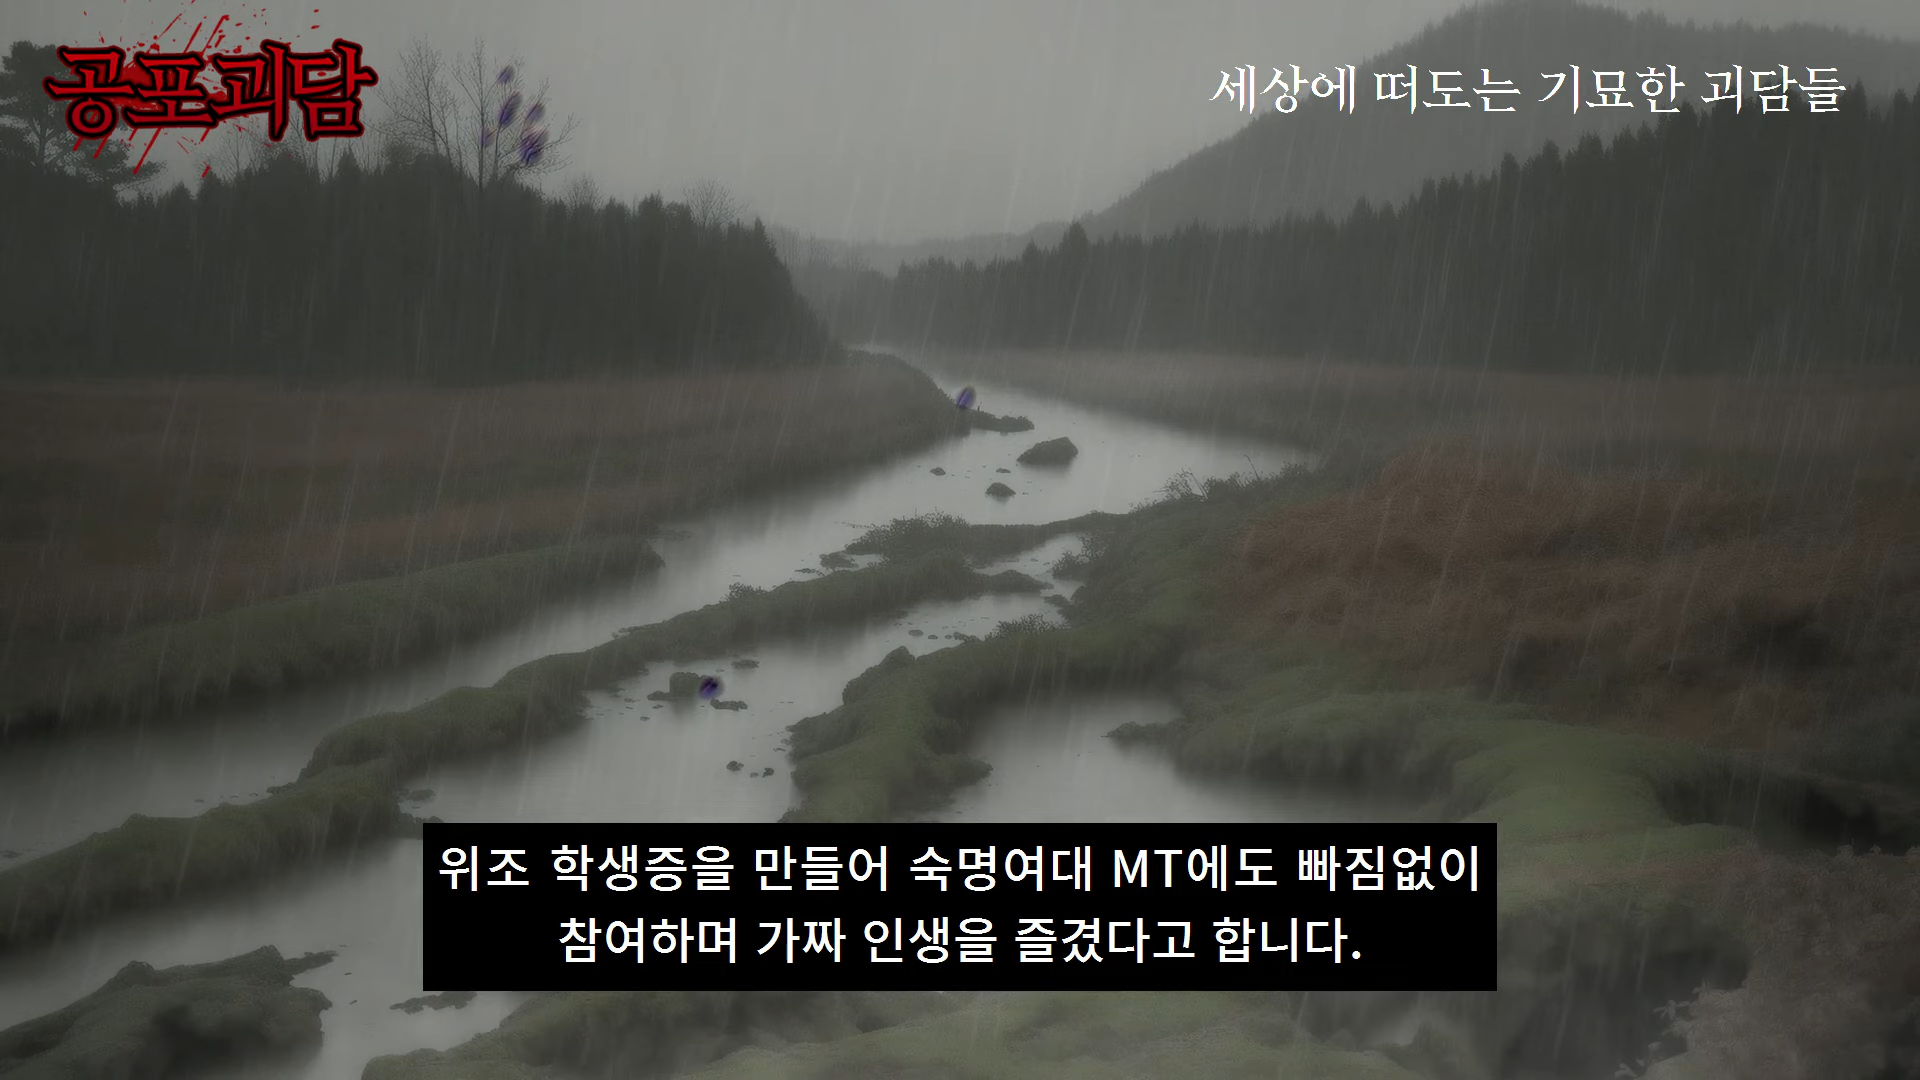 공포괴담
세상에 떠도는 기묘한 괴담들
위조 학생증을 만들어 숙명여대 MT에도 빠짐없이
참여하며 가짜 인생을 즐겼다고 합니다.